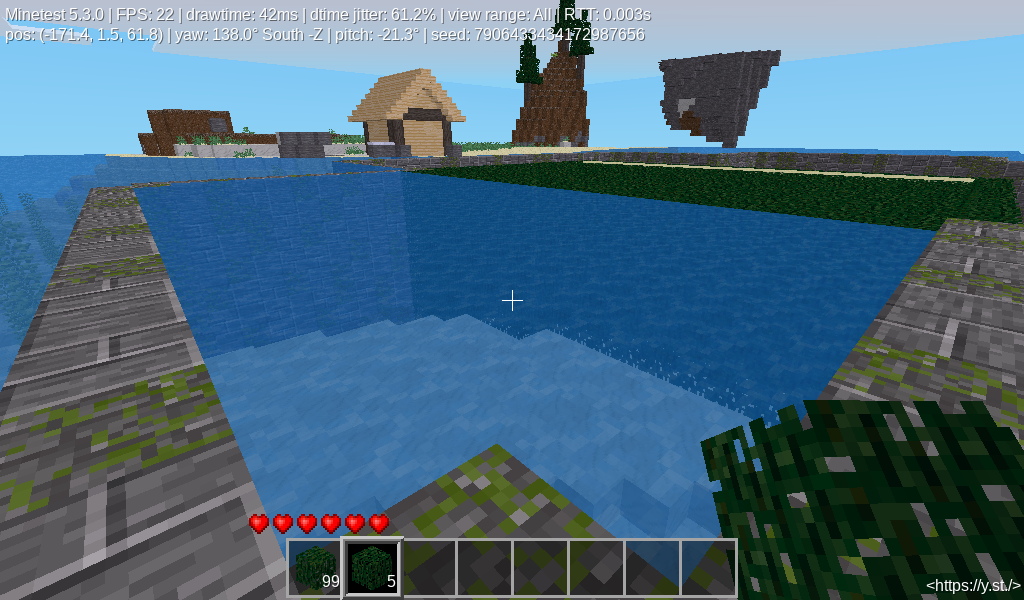 Minetest 5.3.0 | FPS: 22 | drawtime: 42ms | dtime jitter: 61.2% | view range: All | RTT: 0.003s
pos: (-171.4, 1.5, 61.8) | yaw: 138.0° South -Z | pitch: -21.3° | seed: 7906433434172987656
99
5
<https://y.st./>